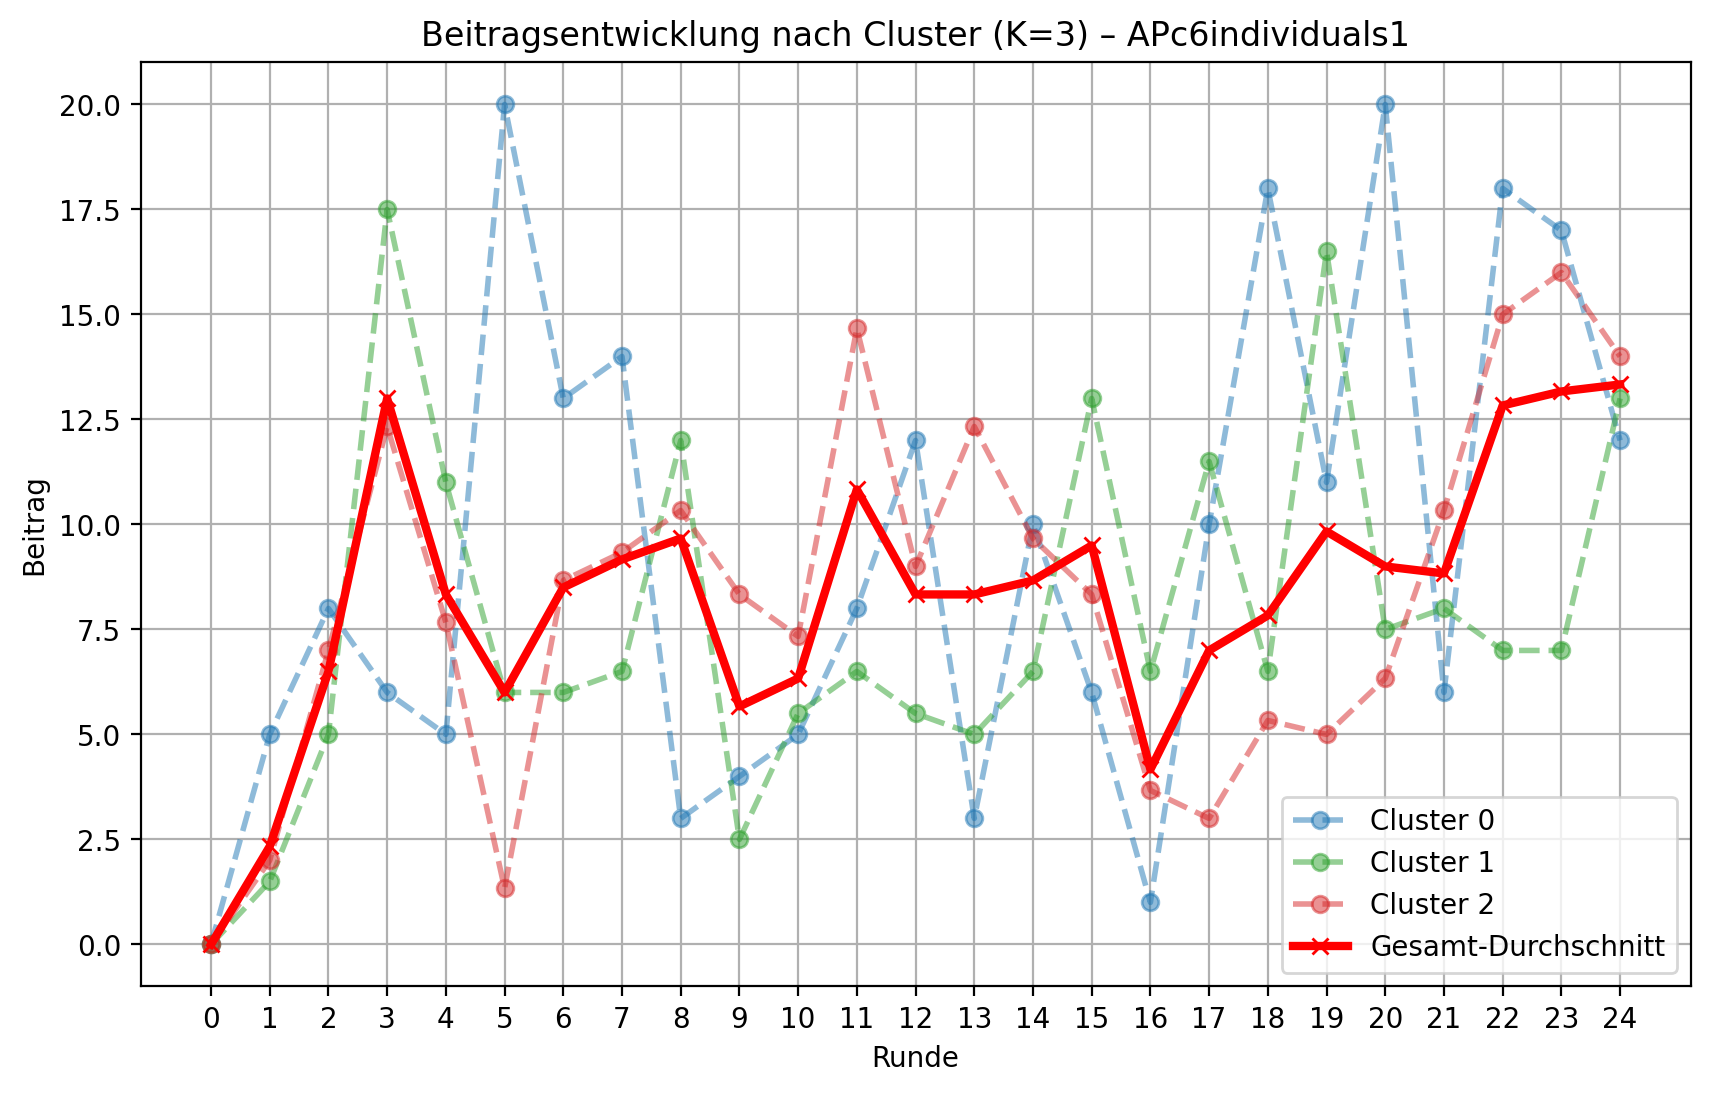 Beitragsentwicklung nach Cluster (K=3) – APc6individuals1
Beitrag
20.0
17.5
15.0
12.5
10.0
7.5
5.0
2.5
0.0
Cluster 0
Cluster 1
Cluster 2
Gesamt-Durchschnitt
0 1 2 3 4 5 6 7 8 9 10 11 12 13 14 15 16 17 18 19 20 21 22 23 24
Runde